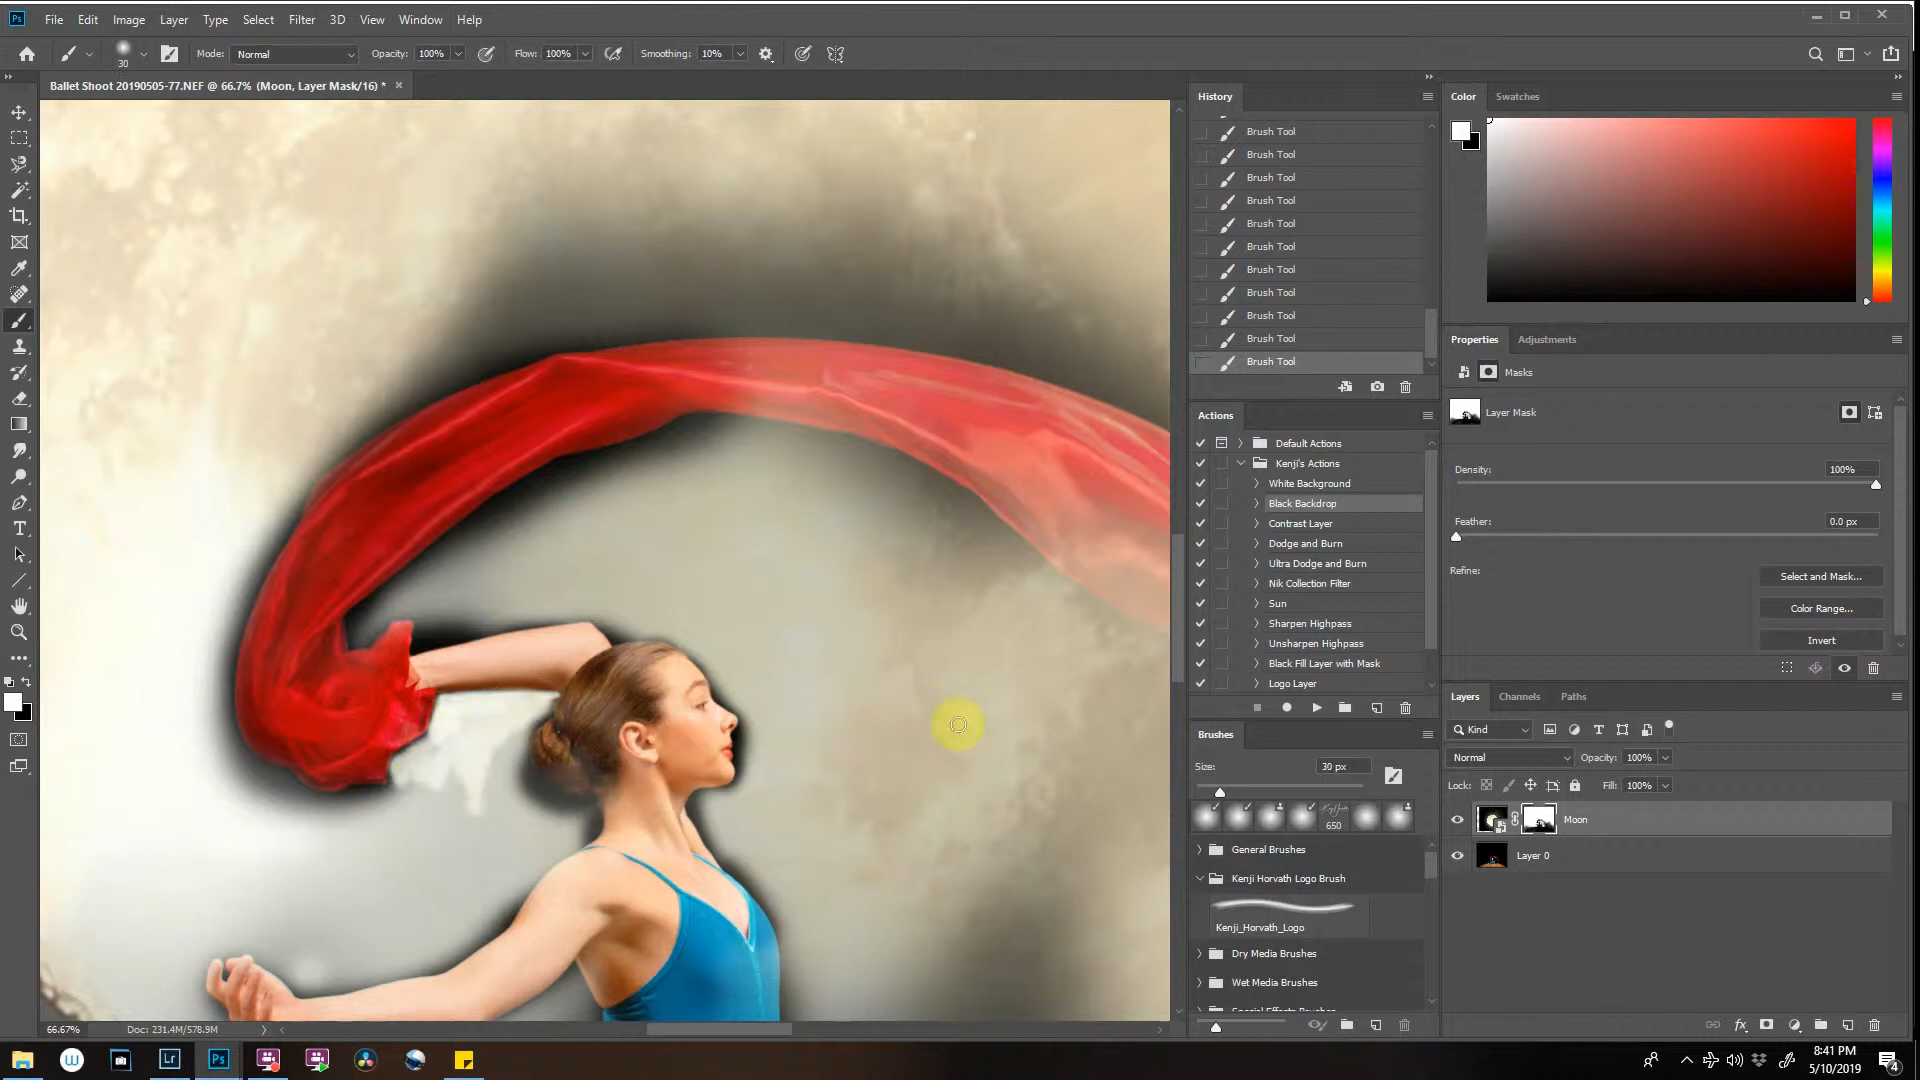 Ps File Edit Image Layer Type Select Filter 3D View Window Help
30 Mode: Normal Opacity: 100% Flow: 100% Smoothing: 10%
Ballet Shoot 20190505-77.NEF @ 66.7% (Moon, Layer Mask/16) *
History
Brush Tool
Brush Tool
Brush Tool
Brush Tool
Brush Tool
Brush Tool
Brush Tool
Brush Tool
Brush Tool
Brush Tool
Brush Tool
Actions
Default Actions
Kenji's Actions
White Background
Black Backdrop
Contrast Layer
Dodge and Burn
Ultra Dodge and Burn
Nik Collection Filter
Sun
Sharpen Highpass
Unsharpen Highpass
Black Fill Layer with Mask
Logo Layer
Brushes
Size: 30 px
650
General Brushes
Kenji Horvath Logo Brush
Kenji_Horvath_Logo
Dry Media Brushes
Wet Media Brushes
Color Swatches
Properties Adjustments
Masks
Layer Mask
Density: 100%
Feather: 0.0 px
Refine:
Select and Mask...
Color Range...
Invert
Layers Channels Paths
Kind
Normal Opacity: 100%
Lock: Fill: 100%
Moon
Layer 0
66.67% Doc: 231.4M/578.9M
Lr Ps
8:41 PM
5/10/2019
4